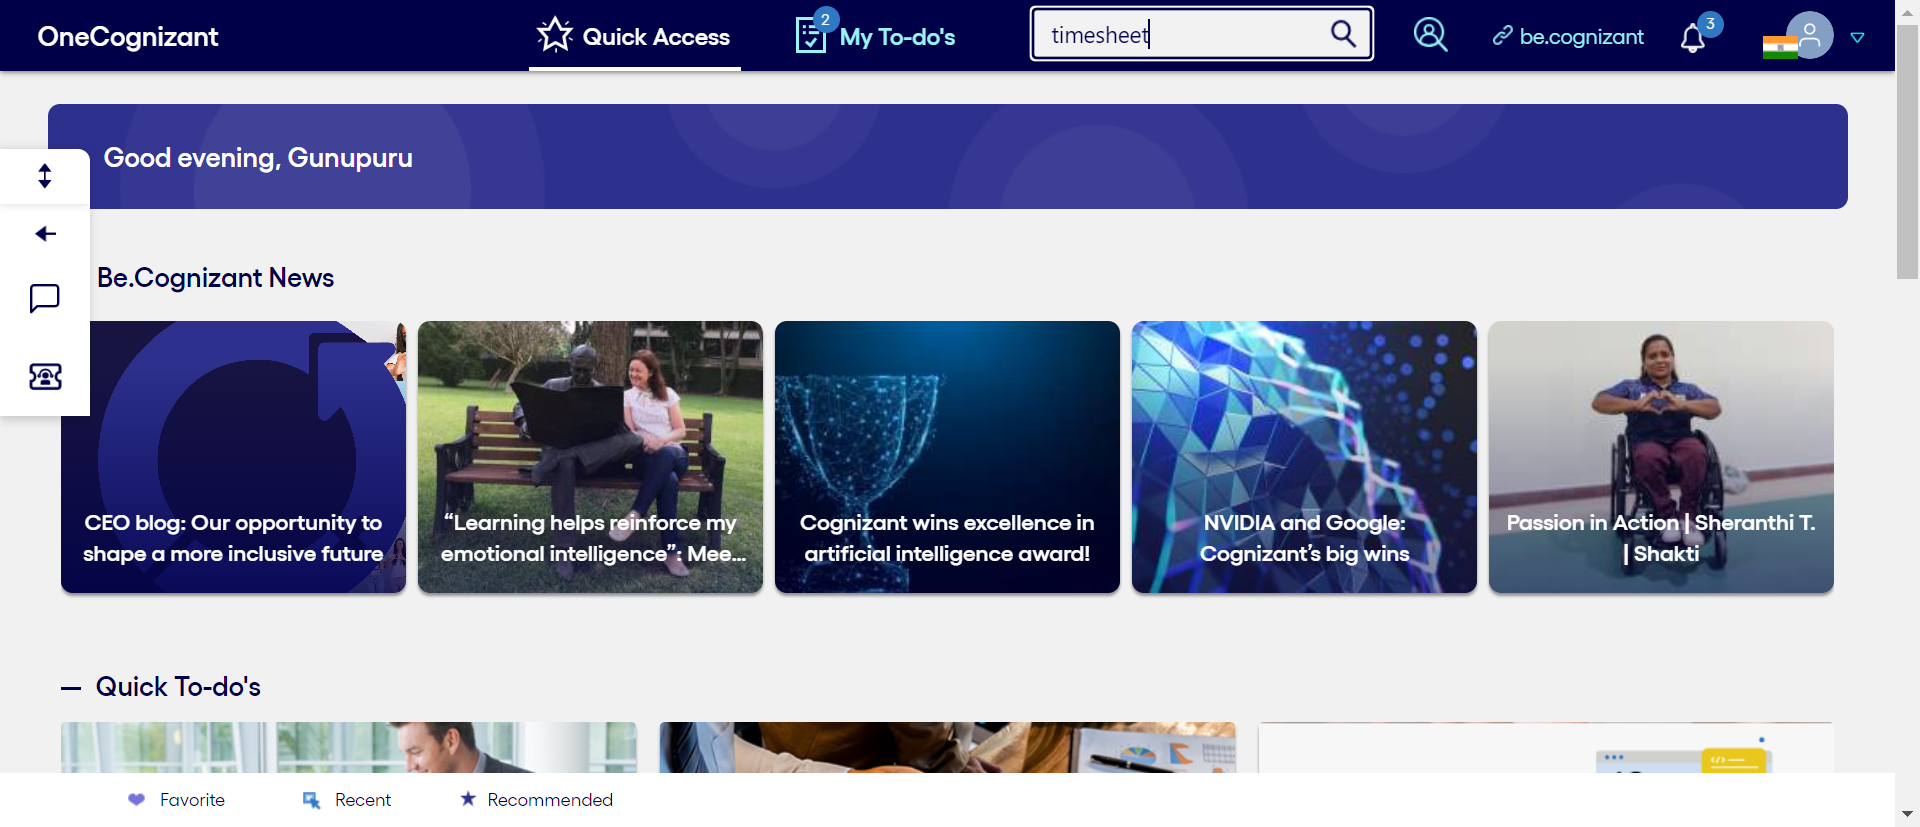 OneCognizant
Quick Access
2
My To-do's
timesheet
be.cognizant
3
Good evening, Gunupuru
Be.Cognizant News
CEO blog: Our opportunity to
shape a more inclusive future
“Learning helps reinforce my
emotional intelligence”: Mee...
Cognizant wins excellence in
artificial intelligence award!
NVIDIA and Google:
Cognizant’s big wins
Passion in Action | Sheranthi T.
| Shakti
Quick To-do's
Favorite
Recent
Recommended